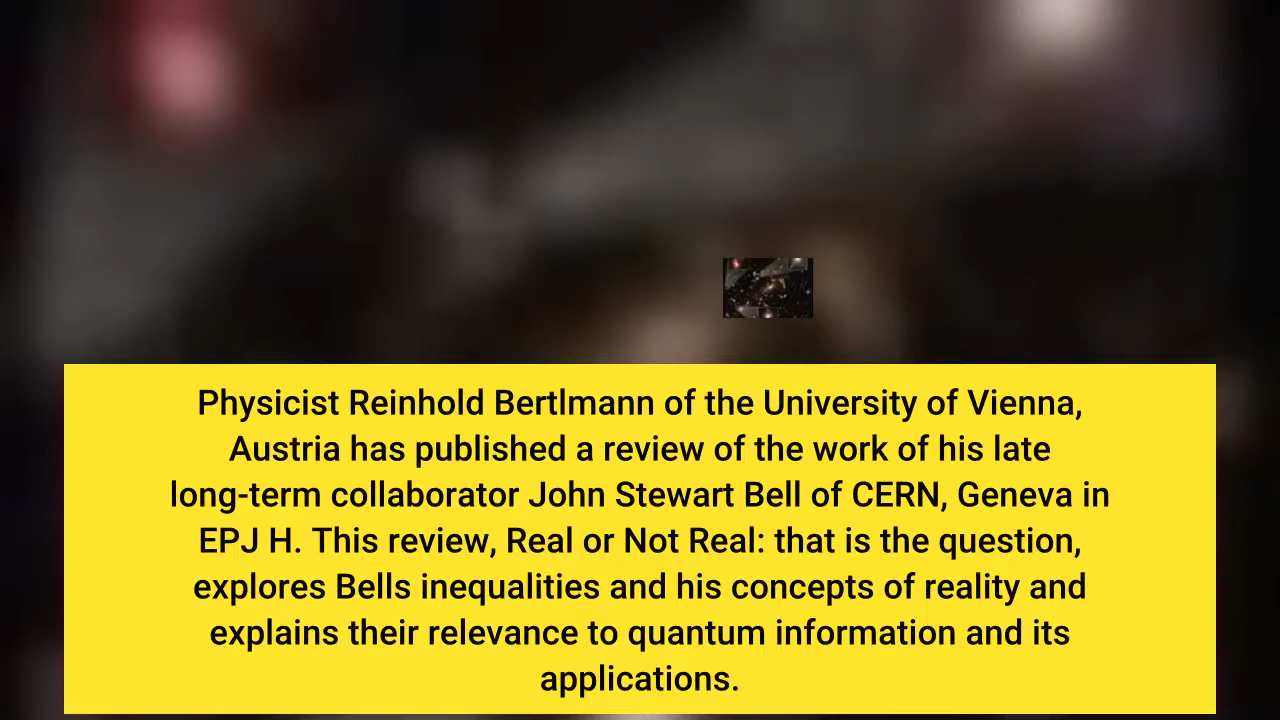 Physicist Reinhold Bertlmann of the University of Vienna,
Austria has published a review of the work of his late
long-term collaborator John Stewart Bell of CERN, Geneva in
EPJ H. This review, Real or Not Real: that is the question,
explores Bells inequalities and his concepts of reality and
explains their relevance to quantum information and its
applications.